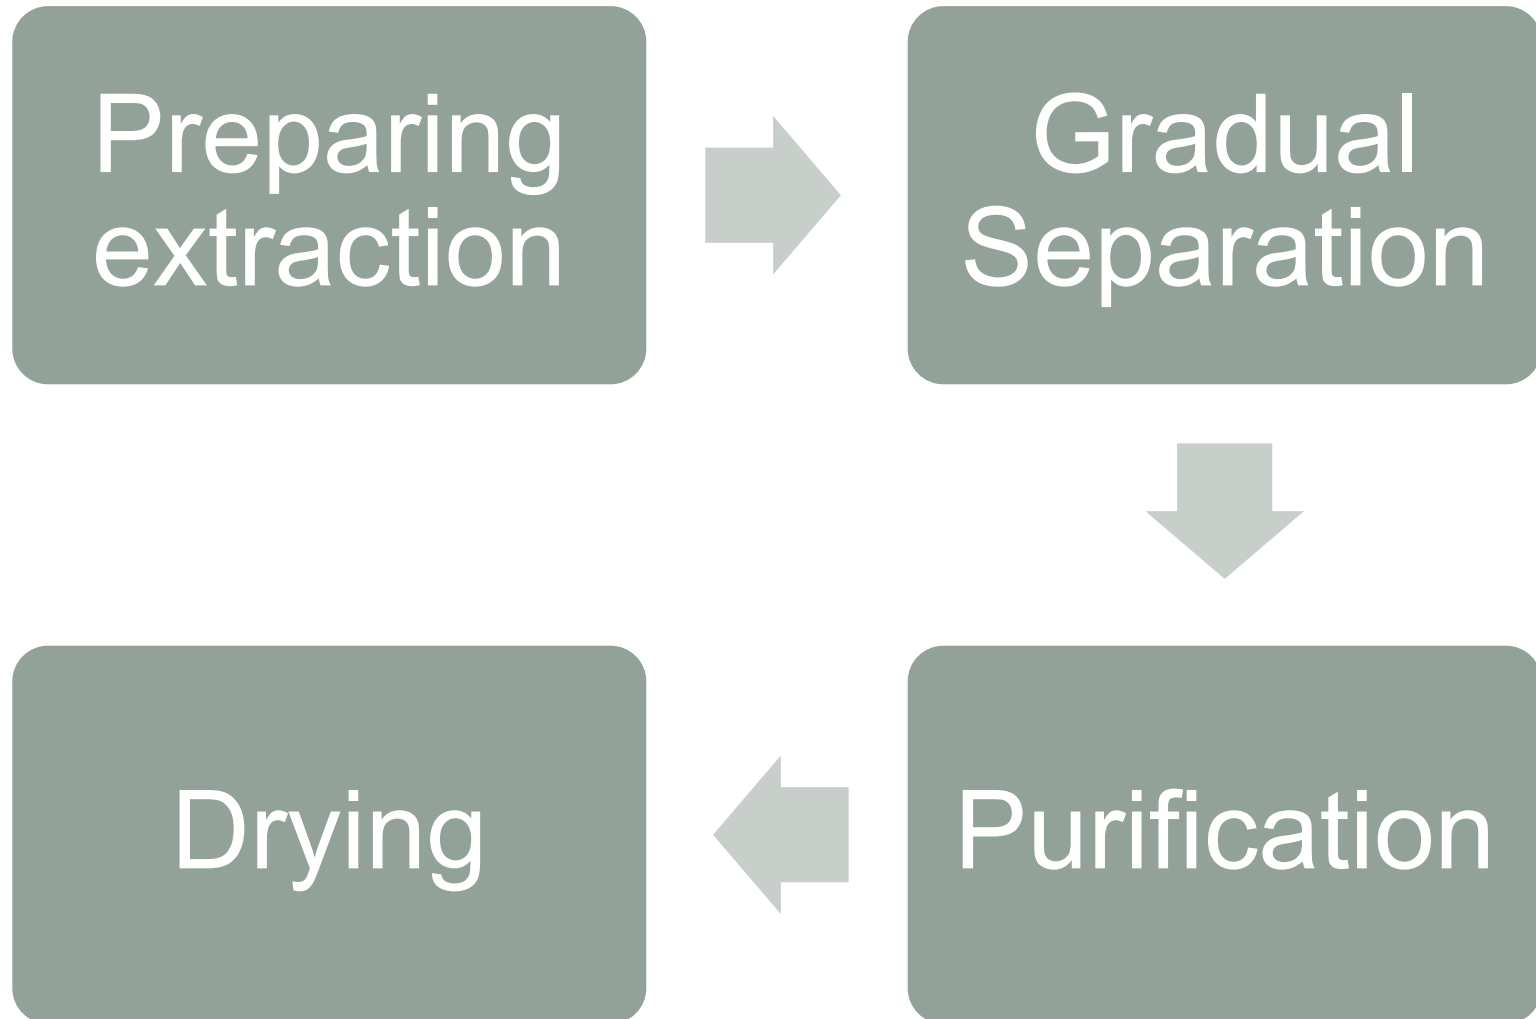 Preparing
extraction
Gradual
Separation
Purification
Drying